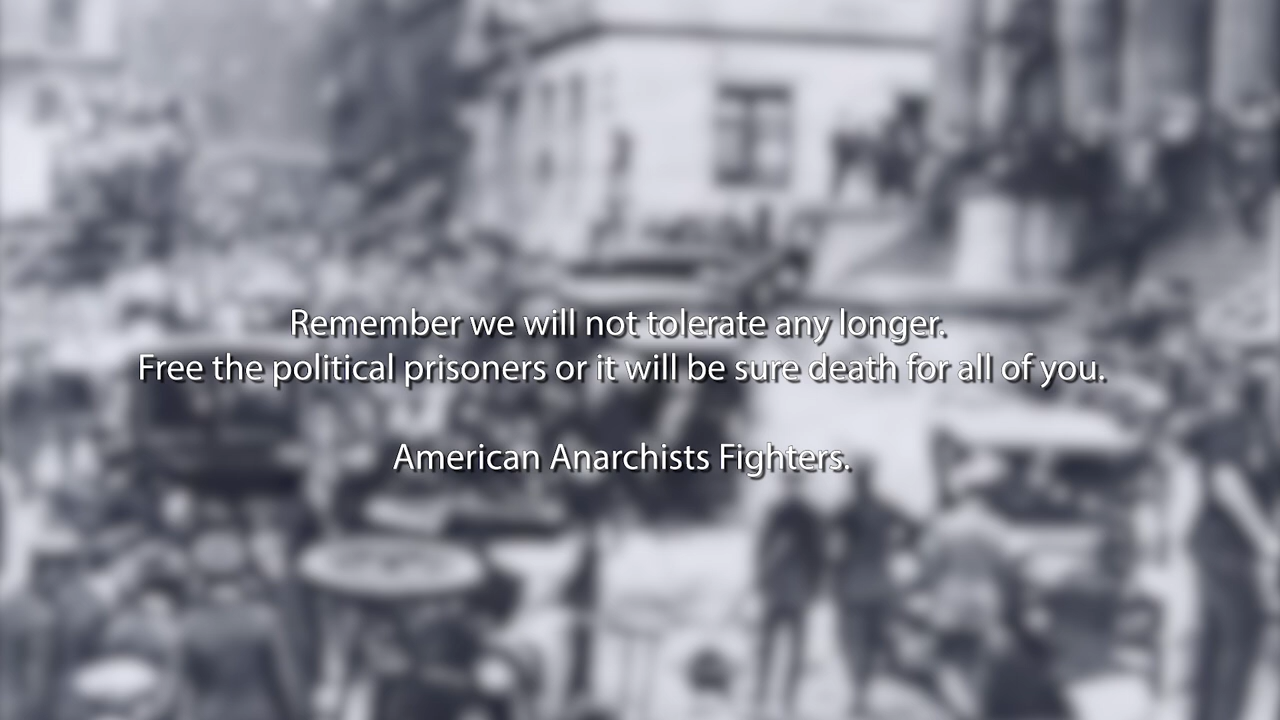 Remember we will not tolerate any longer.
Free the political prisoners or it will be sure death for all of you.
American Anarchists Fighters.